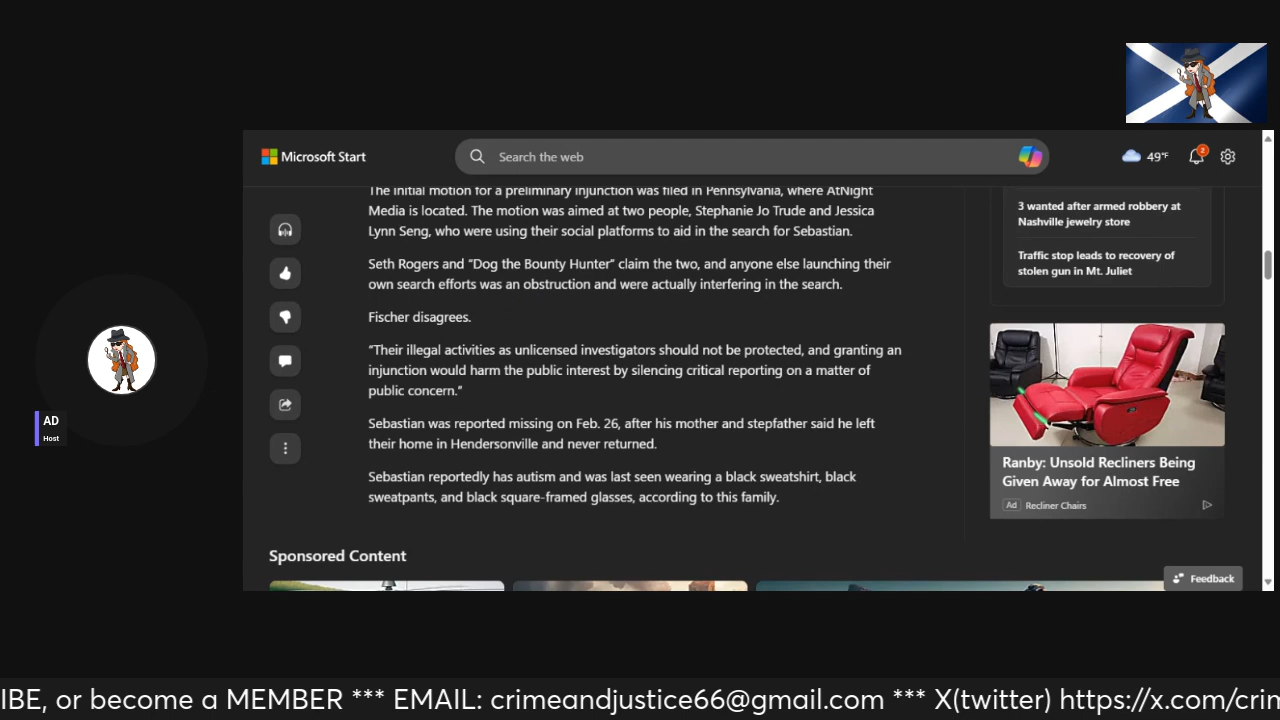 Microsoft Start
Search the web
49°F
2
The initial motion for a preliminary injunction was filed in Pennsylvania, where AtNight
Media is located. The motion was aimed at two people, Stephanie Jo Trude and Jessica
Lynn Seng, who were using their social platforms to aid in the search for Sebastian.
Seth Rogers and “Dog the Bounty Hunter” claim the two, and anyone else launching their
own search efforts was an obstruction and were actually interfering in the search.
Fischer disagrees.
“Their illegal activities as unlicensed investigators should not be protected, and granting an
injunction would harm the public interest by silencing critical reporting on a matter of
public concern.”
Sebastian was reported missing on Feb. 26, after his mother and stepfather said he left
their home in Hendersonville and never returned.
Sebastian reportedly has autism and was last seen wearing a black sweatshirt, black
sweatpants, and black square-framed glasses, according to this family.
3 wanted after armed robbery at
Nashville jewelry store
Traffic stop leads to recovery of
stolen gun in Mt. Juliet
Ranby: Unsold Recliners Being
Given Away for Almost Free
Ad Recliner Chairs
Sponsored Content
Feedback
AD
Host
IBE, or become a MEMBER *** EMAIL: crimeandjustice66@gmail.com *** X(twitter) https://x.com/crim